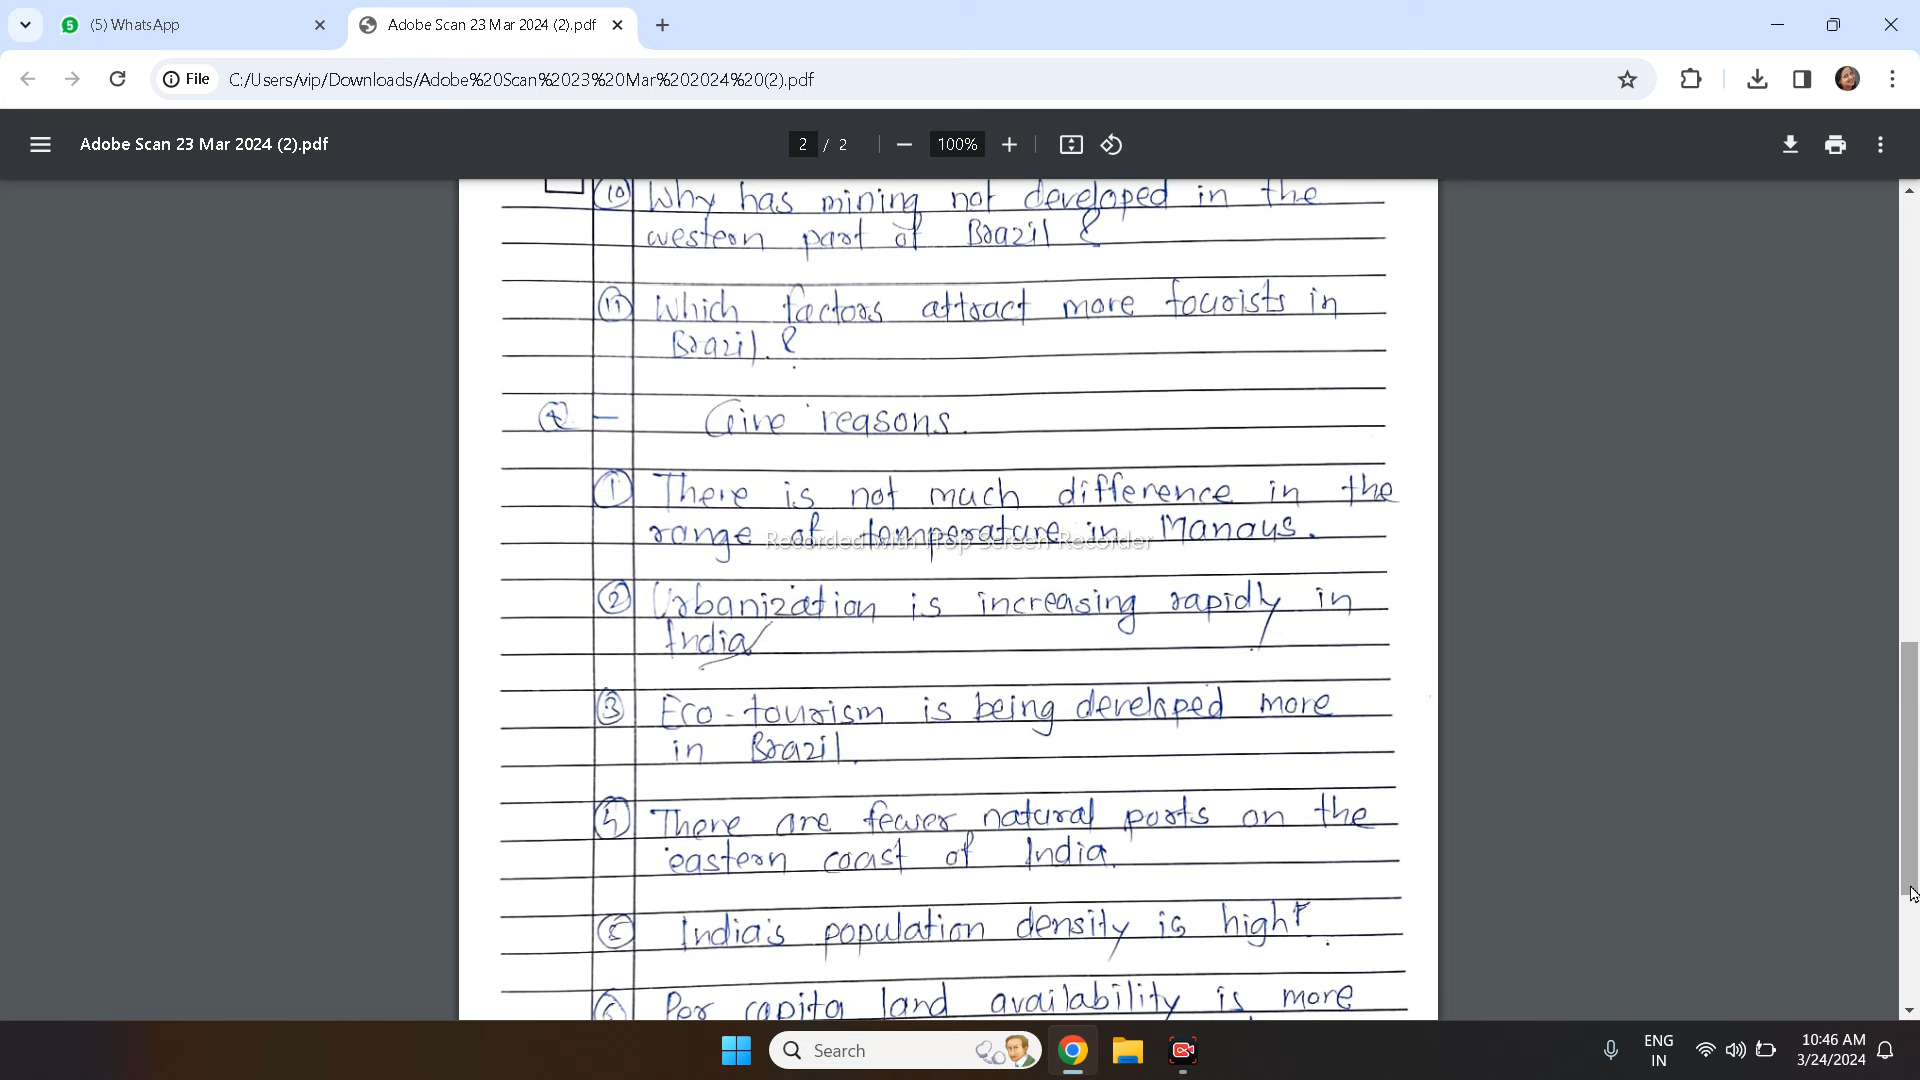 (5) WhatsApp
Adobe Scan 23 Mar 2024 (2).pdf
File
C:/Users/vip/Downloads/Adobe%20Scan%2023%20Mar%202024%20(2).pdf
Adobe Scan 23 Mar 2024 (2).pdf
2 / 2
100%
10 Why has mining not developed in the
western part of Brazil ?
11 Which factors attract more tourists in
Brazil. ?
Q - Give reasons.
1 There is not much difference in the
range of temperature in Manaus.
Recorded with iTop Screen Recorder
2 Urbanization is increasing rapidly in
India
3 Eco-tourism is being developed more
in Brazil.
4 There are fewer natural ports on the
eastern coast of India.
5 India's population density is high.
6 Per capita land availability is more
Search
ENG
IN
10:46 AM
3/24/2024